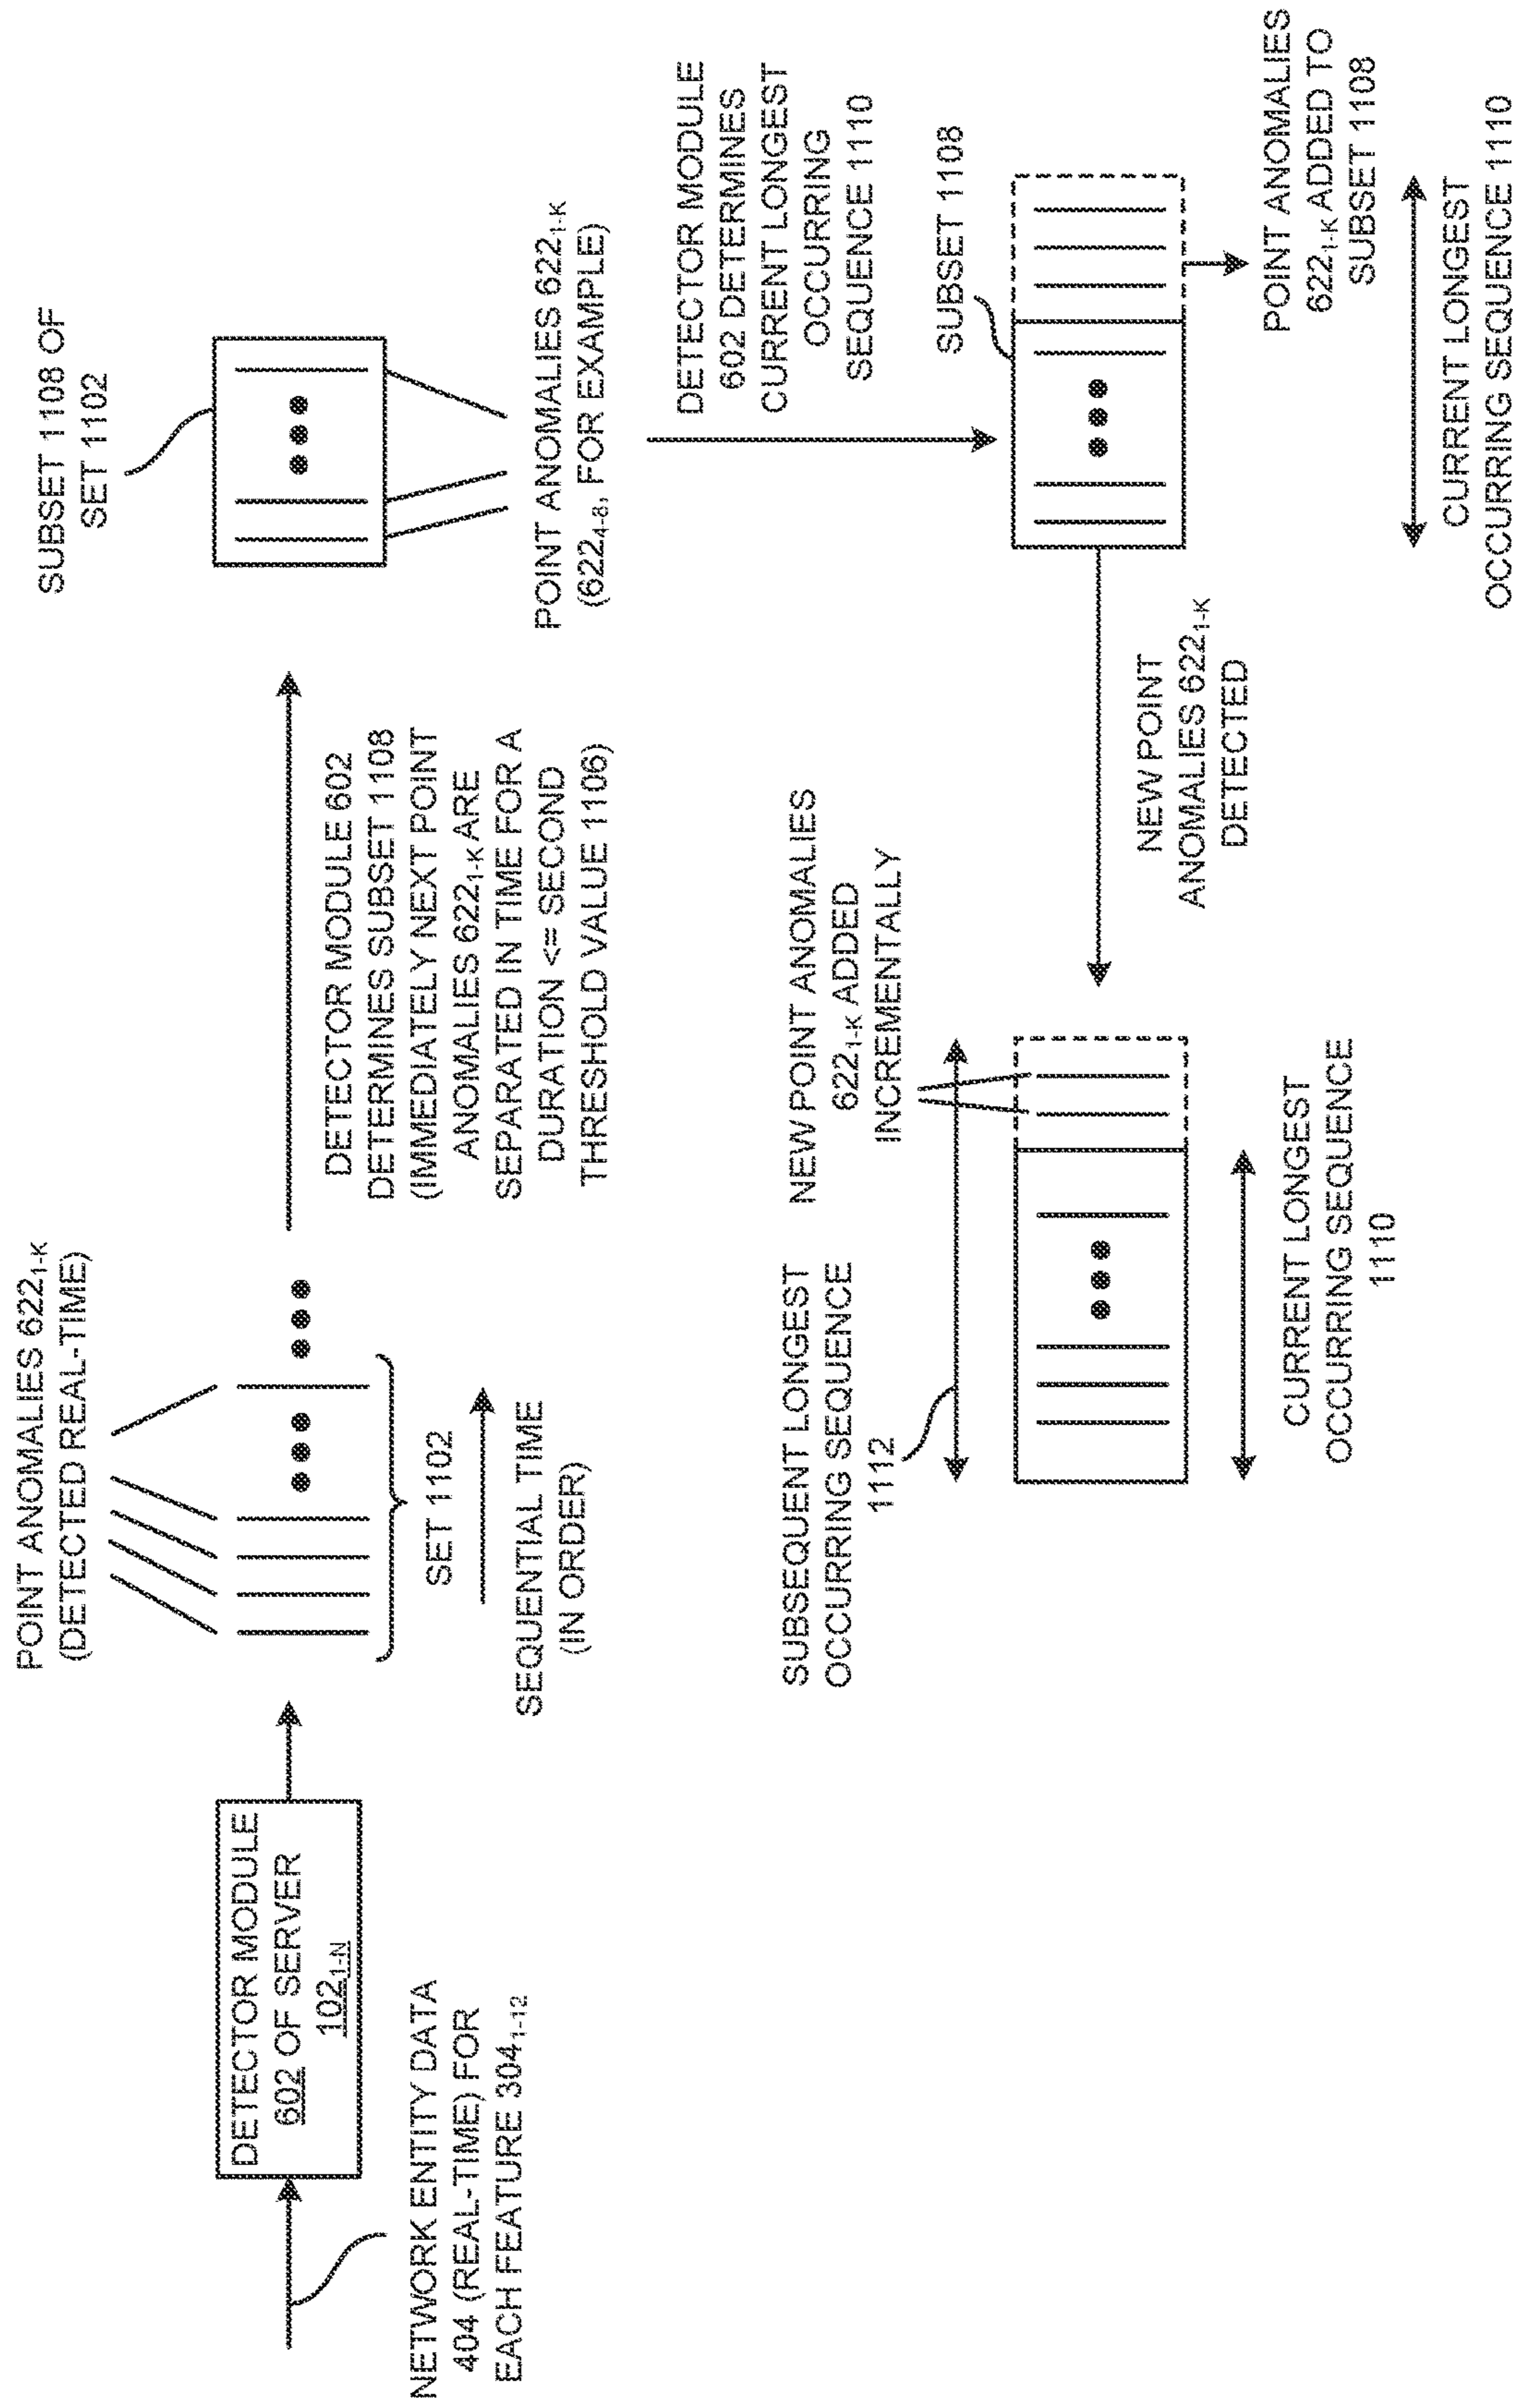 NETWORK ENTITY DATA
404 (REAL-TIME) FOR
EACH FEATURE 304₁₋₁₂
DETECTOR MODULE
602 OF SERVER
102₁₋N
POINT ANOMALIES 622₁₋K
(DETECTED REAL-TIME)
SET 1102
SEQUENTIAL TIME
(IN ORDER)
DETECTOR MODULE 602
DETERMINES SUBSET 1108
(IMMEDIATELY NEXT POINT
ANOMALIES 622₁₋K ARE
SEPARATED IN TIME FOR A
DURATION <= SECOND
THRESHOLD VALUE 1106)
SUBSET 1108 OF
SET 1102
POINT ANOMALIES 622₁₋K
(622₄₋₈, FOR EXAMPLE)
DETECTOR MODULE
602 DETERMINES
CURRENT LONGEST
OCCURRING
SEQUENCE 1110
SUBSET 1108
POINT ANOMALIES
622₁₋K ADDED TO
SUBSET 1108
CURRENT LONGEST
OCCURRING SEQUENCE 1110
NEW POINT
ANOMALIES 622₁₋K
DETECTED
NEW POINT ANOMALIES
622₁₋K ADDED
INCREMENTALLY
SUBSEQUENT LONGEST
OCCURRING SEQUENCE
1112
CURRENT LONGEST
OCCURRING SEQUENCE
1110